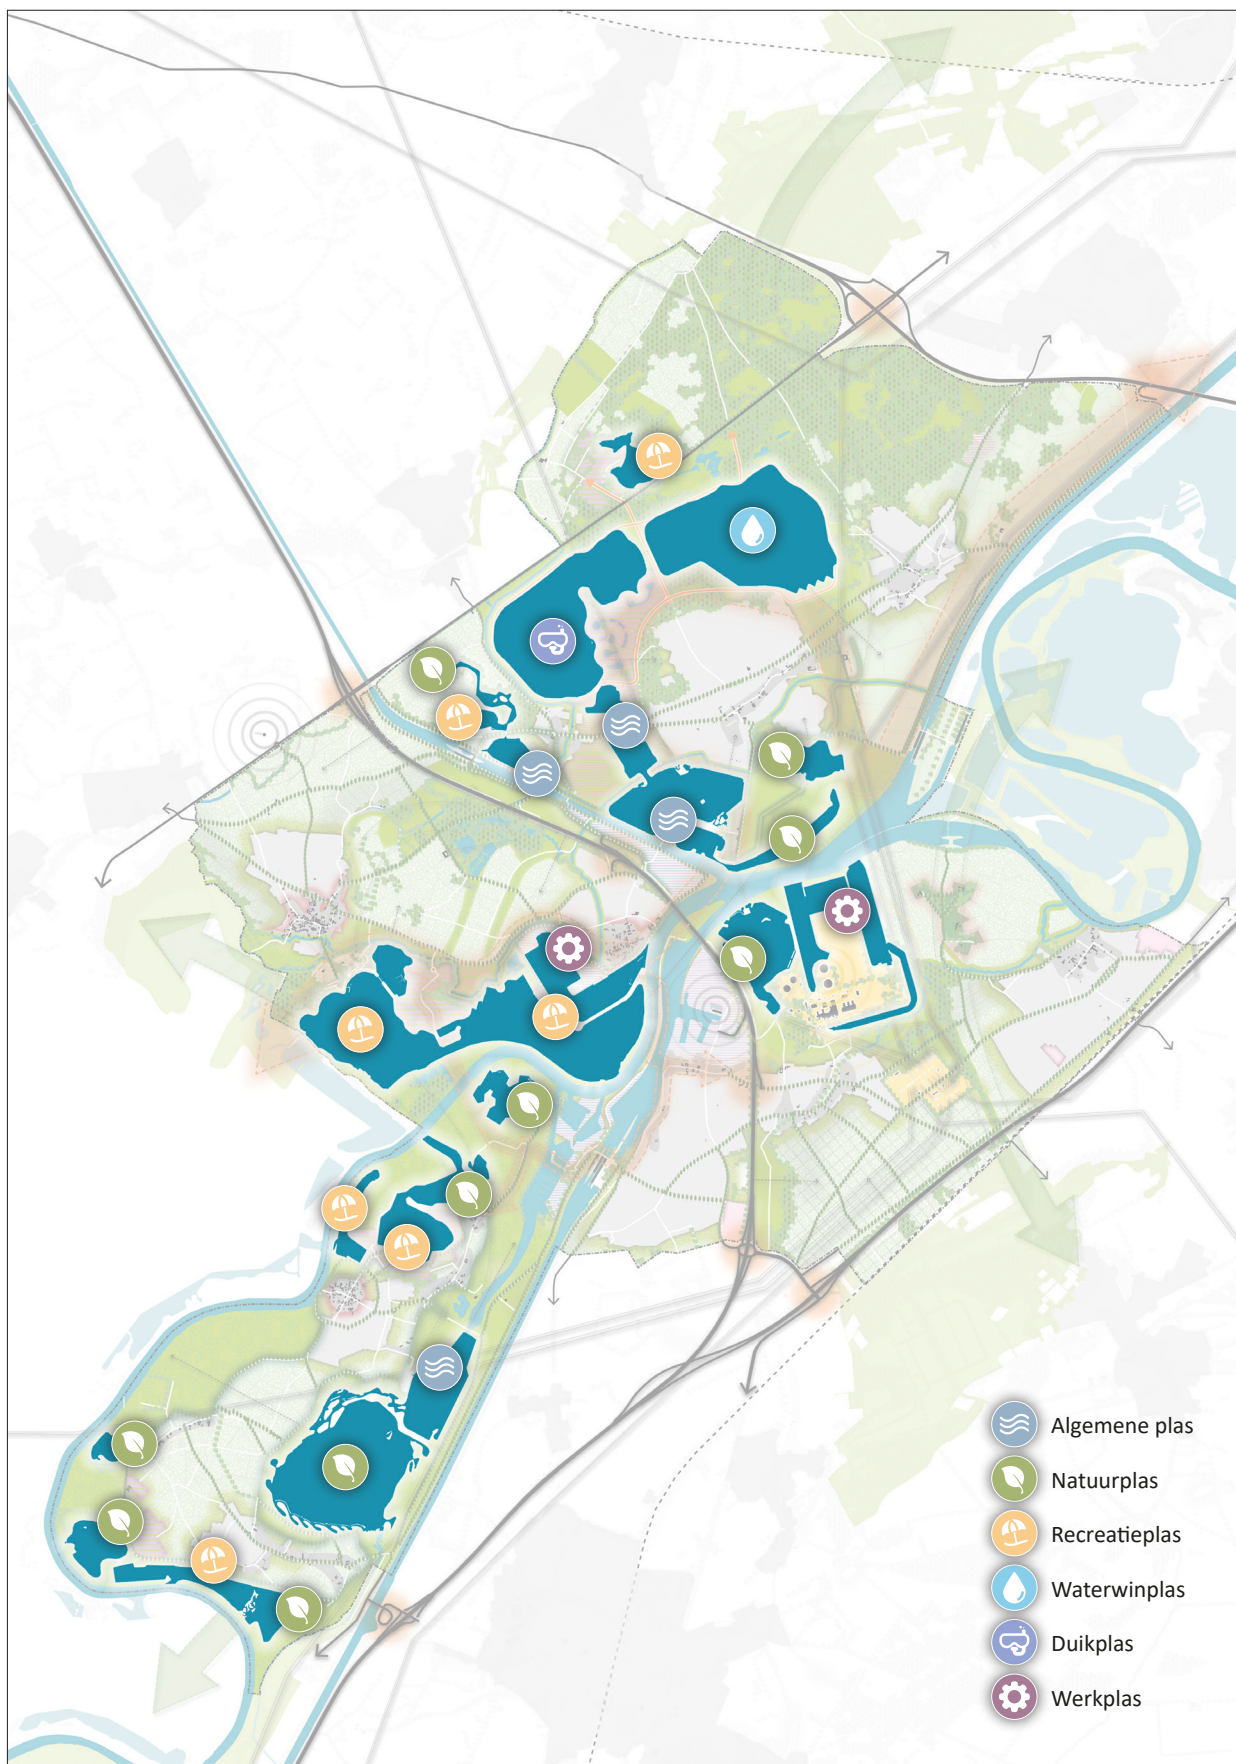 Algemene plas
Natuurplas
Recreatieplas
Waterwinplas
Duikplas
Werkplas